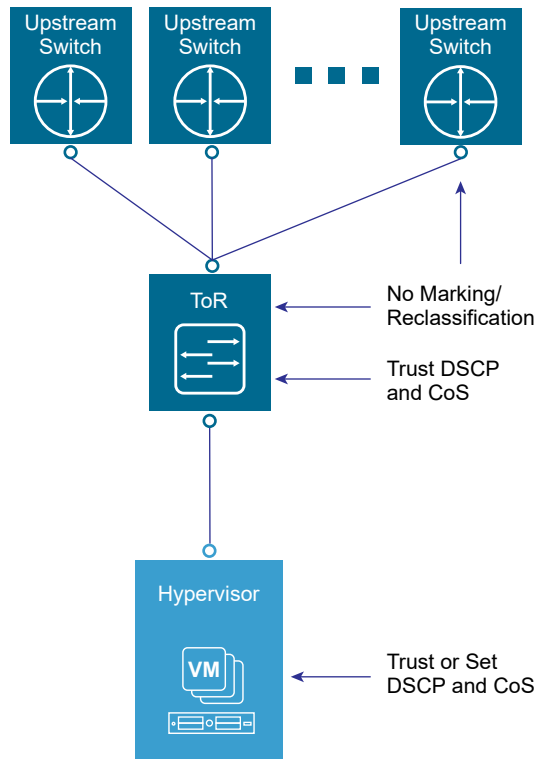 Upstream
Switch
Upstream
Switch
Upstream
Switch
ToR
No Marking/
Reclassification
Trust DSCP
and CoS
Hypervisor
VM
Trust or Set
DSCP and CoS